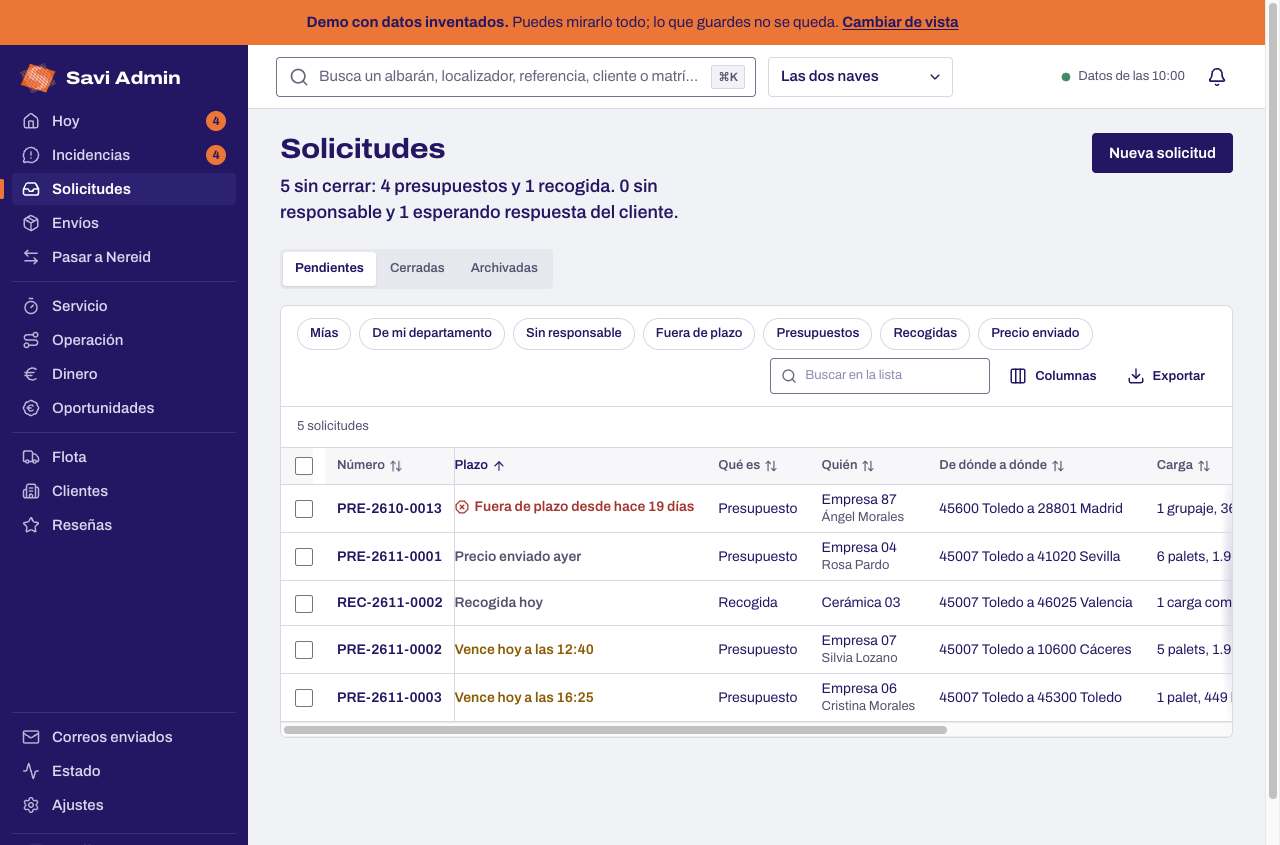 Demo con datos inventados. Puedes mirarlo todo; lo que guardes no se queda. Cambiar de vista
Savi Admin
Busca un albarán, localizador, referencia, cliente o matrí...
⌘K
Las dos naves
Datos de las 10:00
Hoy 4
Incidencias 4
Solicitudes
Envíos
Pasar a Nereid
Servicio
Operación
Dinero
Oportunidades
Flota
Clientes
Reseñas
Correos enviados
Estado
Ajustes
Solicitudes
Nueva solicitud
5 sin cerrar: 4 presupuestos y 1 recogida. 0 sin
responsable y 1 esperando respuesta del cliente.
Pendientes Cerradas Archivadas
Mías De mi departamento Sin responsable Fuera de plazo Presupuestos Recogidas Precio enviado
Buscar en la lista Columnas Exportar
5 solicitudes
Número Plazo Qué es Quién De dónde a dónde Carga
PRE-2610-0013 Fuera de plazo desde hace 19 días Presupuesto Empresa 87 Ángel Morales 45600 Toledo a 28801 Madrid 1 grupaje, 36
PRE-2611-0001 Precio enviado ayer Presupuesto Empresa 04 Rosa Pardo 45007 Toledo a 41020 Sevilla 6 palets, 1.9
REC-2611-0002 Recogida hoy Recogida Cerámica 03 45007 Toledo a 46025 Valencia 1 carga com
PRE-2611-0002 Vence hoy a las 12:40 Presupuesto Empresa 07 Silvia Lozano 45007 Toledo a 10600 Cáceres 5 palets, 1.9
PRE-2611-0003 Vence hoy a las 16:25 Presupuesto Empresa 06 Cristina Morales 45007 Toledo a 45300 Toledo 1 palet, 449